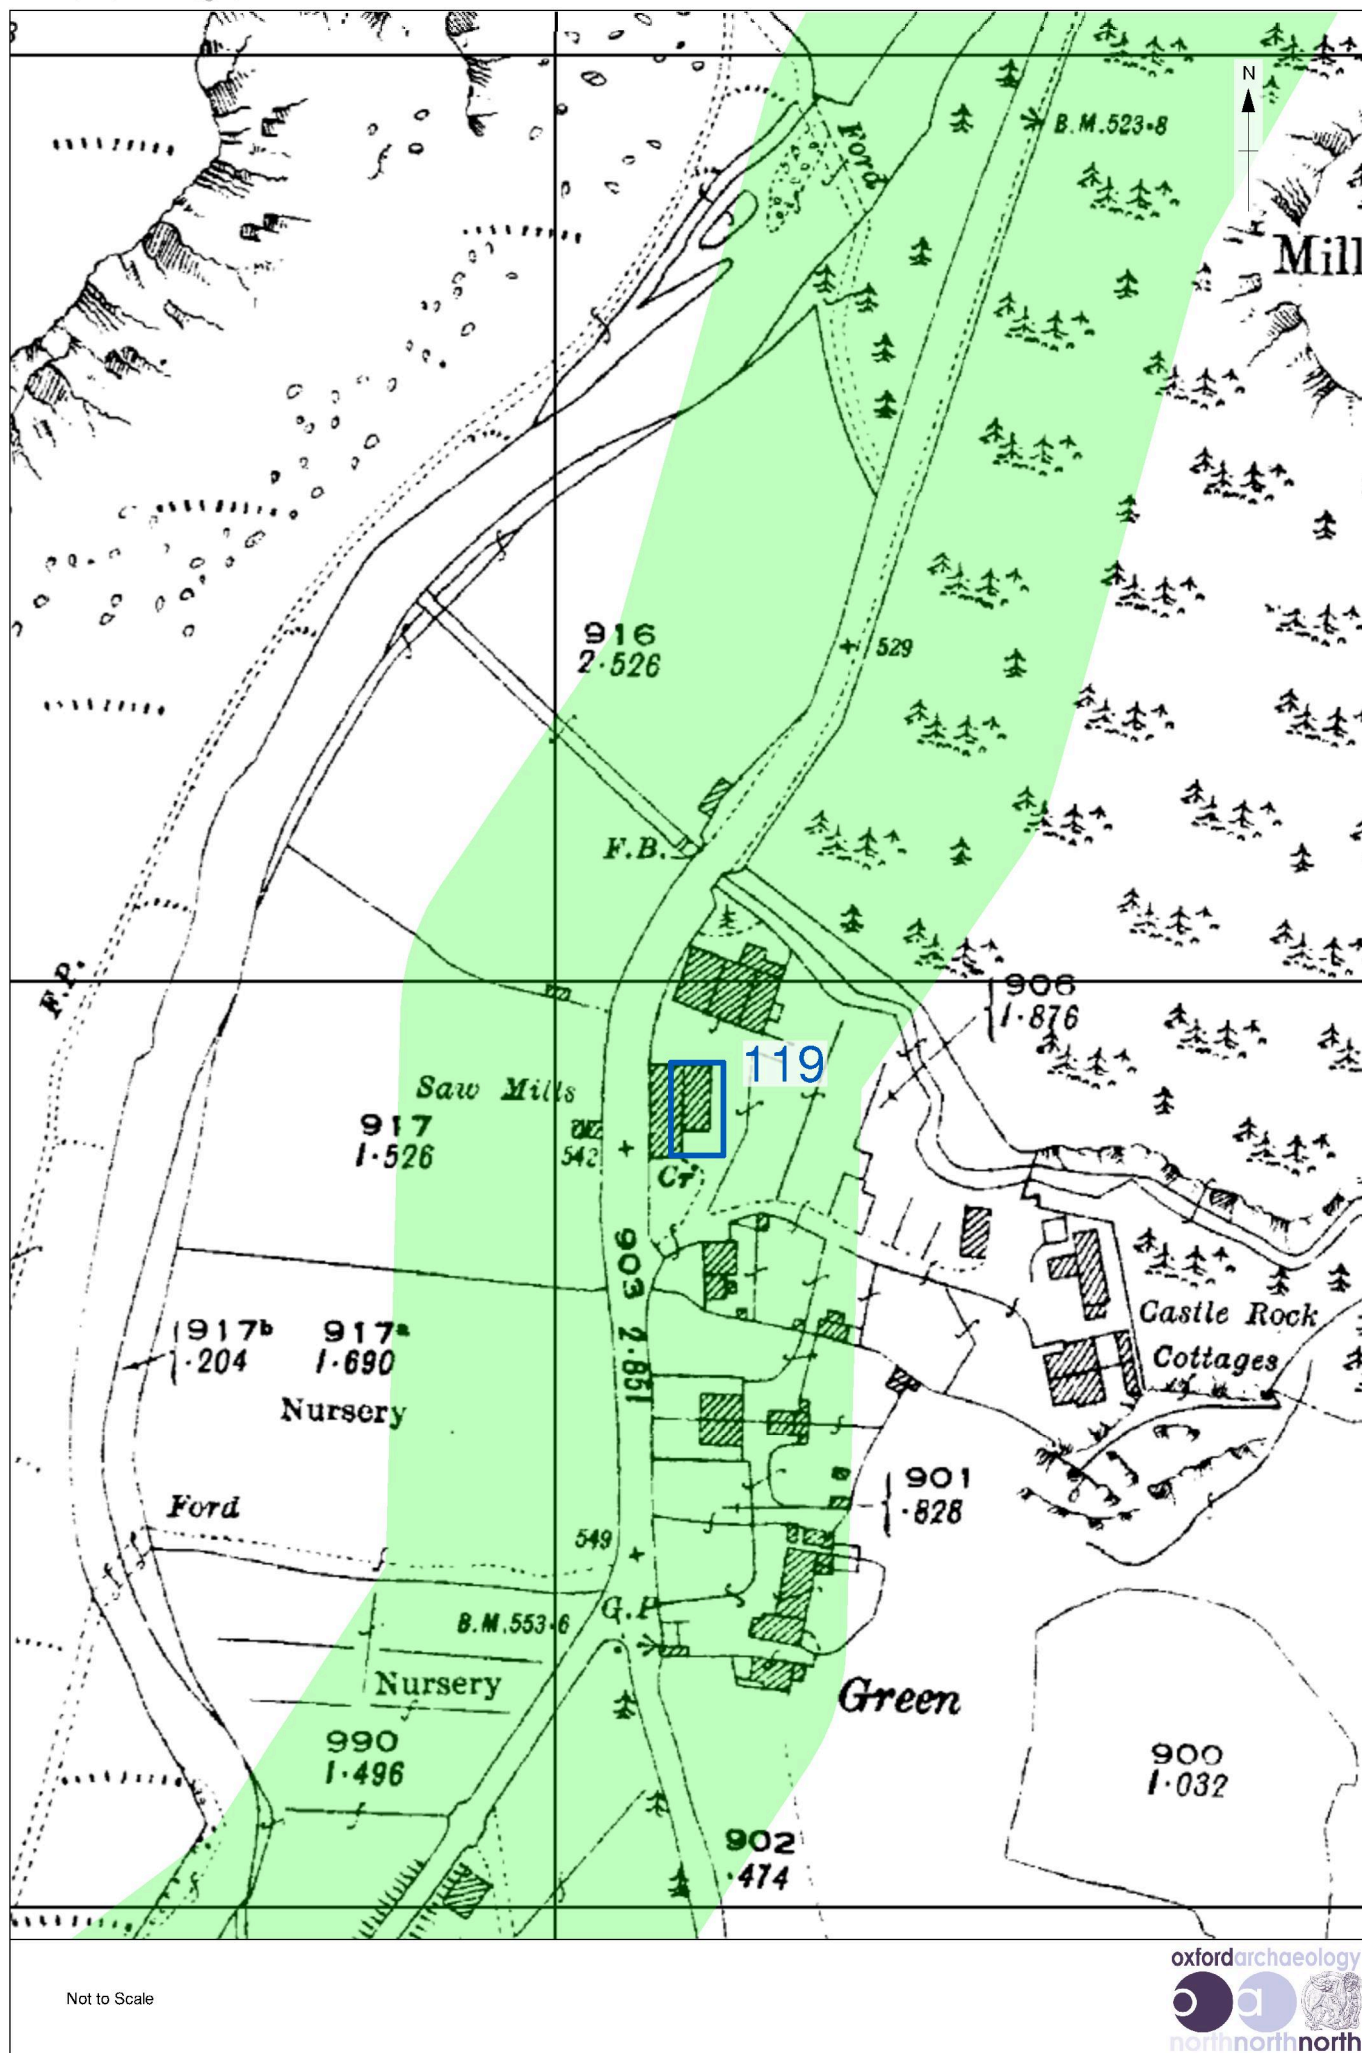 N
Ford
B.M.523·8
Mill
916
2·526
529
F.B.
F.P.
906
1·876
119
Saw Mills
917
1·526
W
542
Cr.
903 2·851
917b
·204
917a
1·690
Castle Rock
Cottages
Nursery
901
·828
Ford
549
G.P
B.M.553·6
Nursery
Green
990
1·496
900
1·032
902
·474
Not to Scale
oxfordarchaeology
oa
northnorthnorth